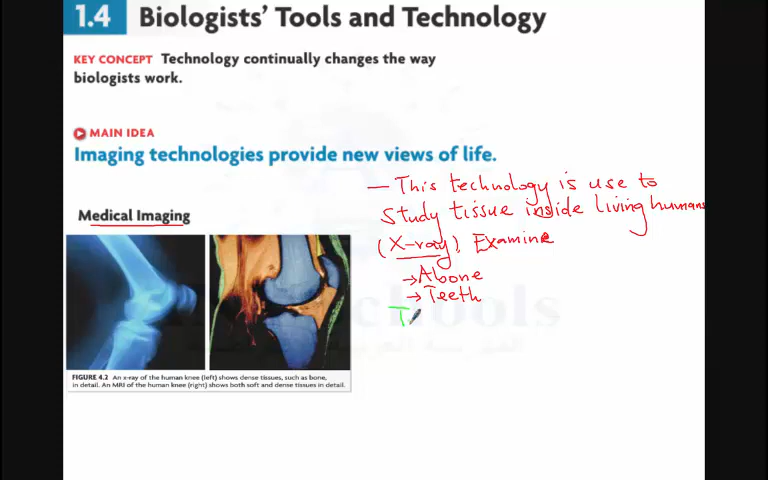 1.4 Biologists' Tools and Technology
KEY CONCEPT Technology continually changes the way
biologists work.
MAIN IDEA
Imaging technologies provide new views of life.
— This technology is use to
study tissue inside living humans
Medical Imaging
(X-ray), Examine
→ A bone
→ Teeth
T
FIGURE 4.2 An x-ray of the human knee (left) shows dense tissues, such as bone,
in detail. An MRI of the human knee (right) shows both soft and dense tissues in detail.